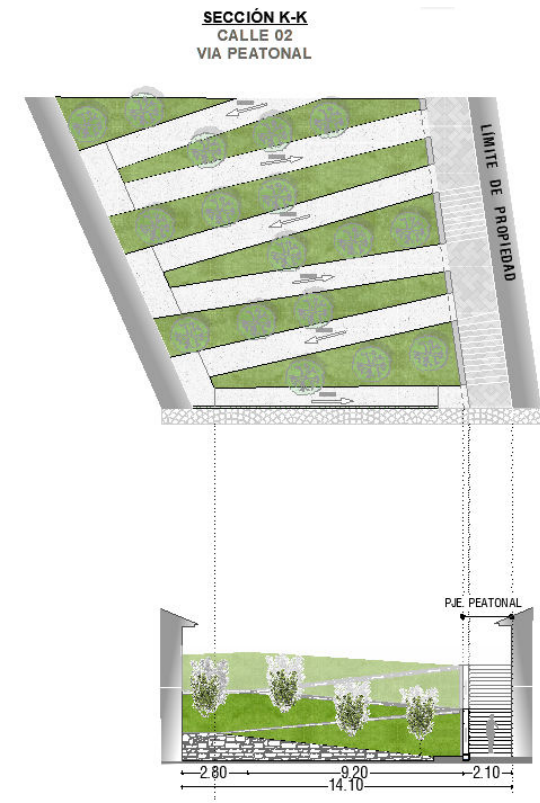 SECCIÓN K-K
CALLE 02
VIA PEATONAL
LÍMITE DE PROPIEDAD
PJE. PEATONAL
2.80 9.20 2.10
14.10